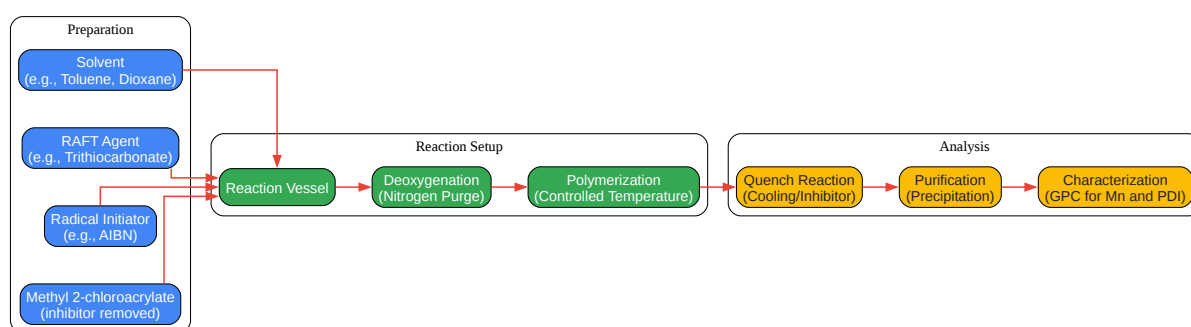 Preparation
Solvent
(e.g., Toluene, Dioxane)
RAFT Agent
(e.g., Trithiocarbonate)
Radical Initiator
(e.g., AIBN)
Methyl 2-chloroacrylate
(inhibitor removed)
Reaction Setup
Reaction Vessel
Deoxygenation
(Nitrogen Purge)
Polymerization
(Controlled Temperature)
Analysis
Quench Reaction
(Cooling/Inhibitor)
Purification
(Precipitation)
Characterization
(GPC for Mn and PDI)